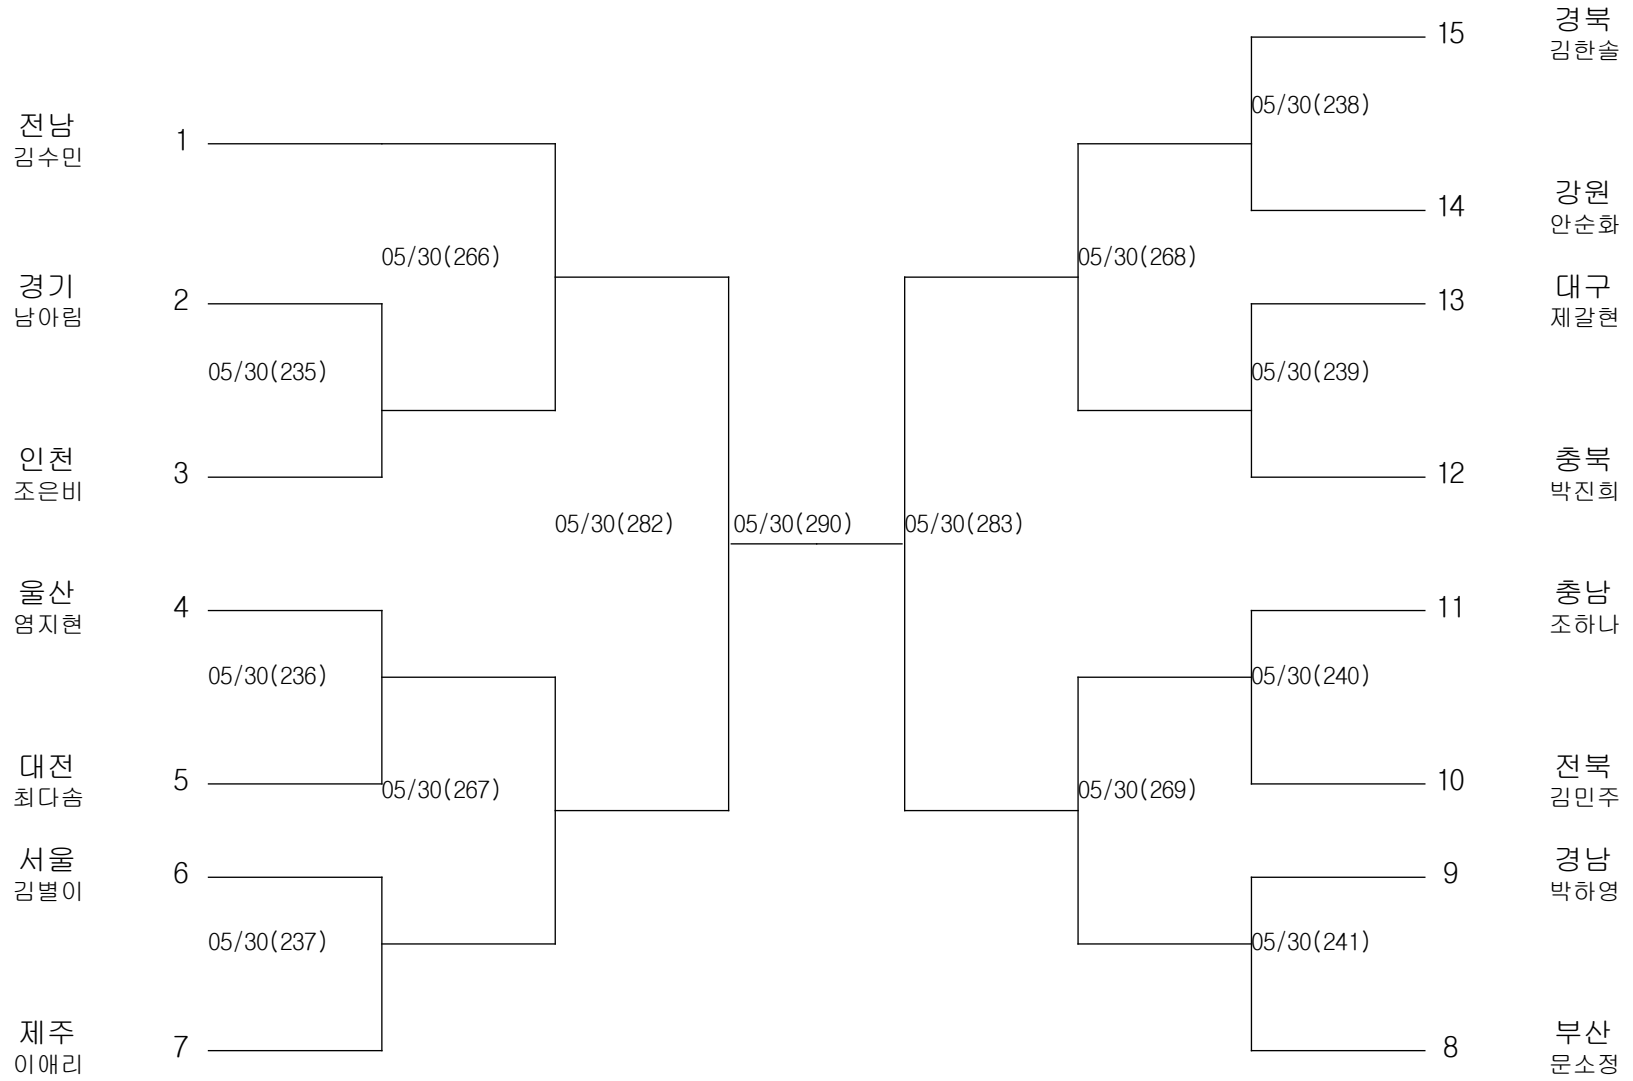 전남
김수민
1
05/30(266)
경기
남아림
2
05/30(235)
인천
조은비
3
05/30(282)
울산
염지현
4
05/30(236)
대전
최다솜
5
05/30(267)
서울
김별이
6
05/30(237)
제주
이애리
7
05/30(290)
15
경북
김한솔
05/30(238)
14
강원
안순화
05/30(268)
13
대구
제갈현
05/30(239)
12
충북
박진희
05/30(283)
11
충남
조하나
05/30(240)
10
전북
김민주
05/30(269)
9
경남
박하영
05/30(241)
8
부산
문소정